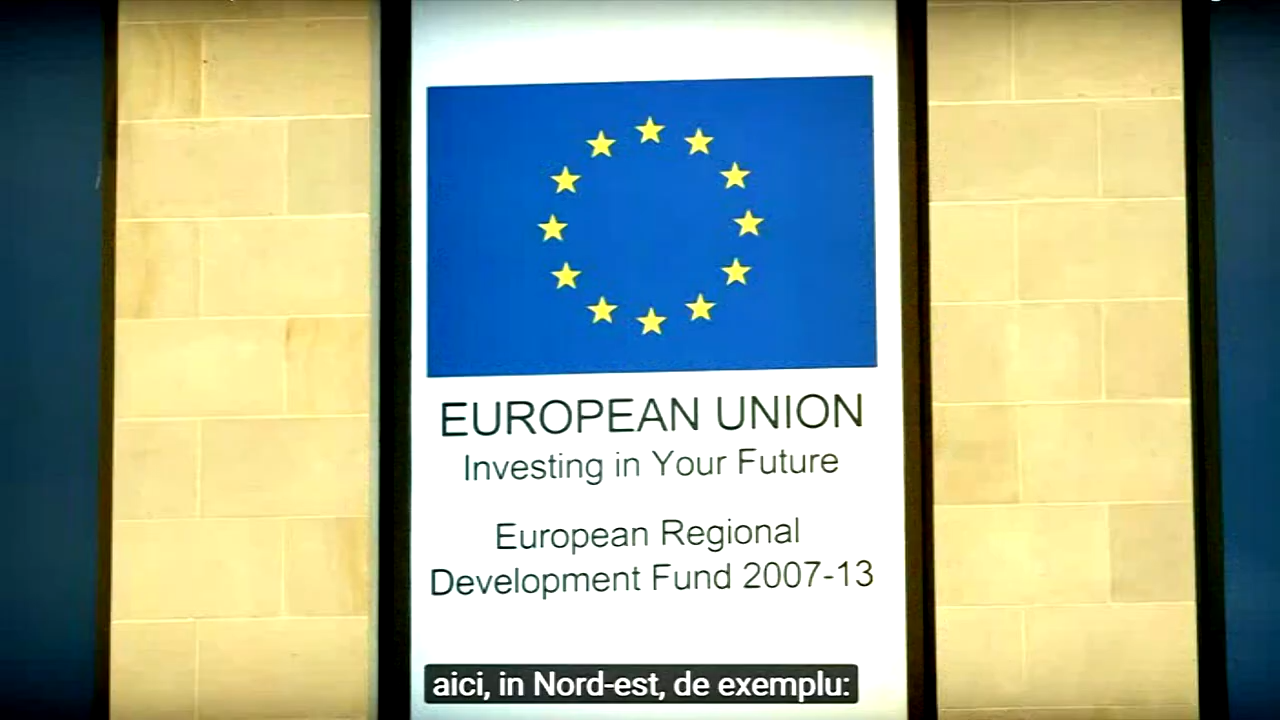 EUROPEAN UNION
Investing in Your Future
European Regional
Development Fund 2007-13
aici, in Nord-est, de exemplu: